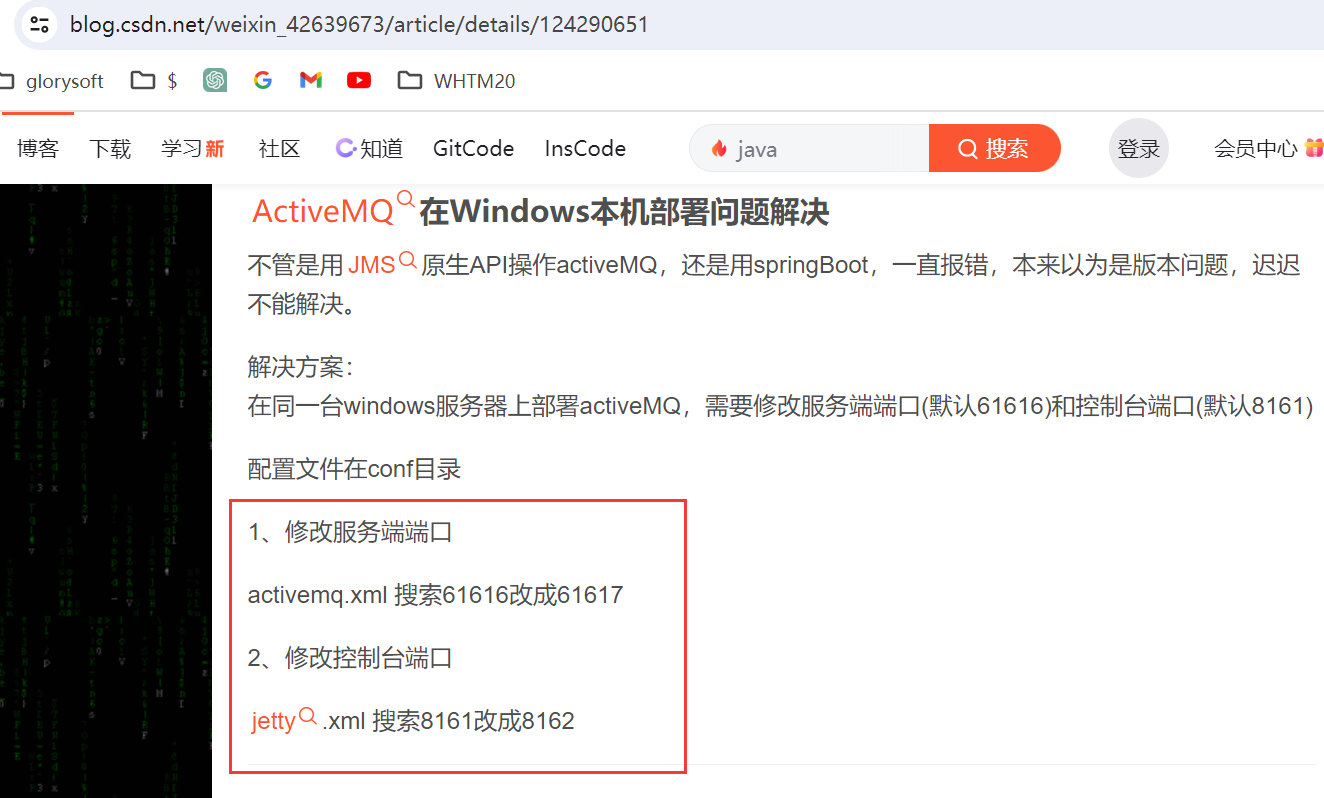 blog.csdn.net/weixin_42639673/article/details/124290651
glorysoft $ WHTM20
博客 下载 学习新 社区 知道 GitCode InsCode java 搜索 登录 会员中心
ActiveMQ在Windows本机部署问题解决
不管是用JMS原生API操作activeMQ，还是用springBoot，一直报错，本来以为是版本问题，迟迟
不能解决。
解决方案：
在同一台windows服务器上部署activeMQ，需要修改服务端端口(默认61616)和控制台端口(默认8161)
配置文件在conf目录
1、修改服务端端口
activemq.xml 搜索61616改成61617
2、修改控制台端口
jetty.xml 搜索8161改成8162